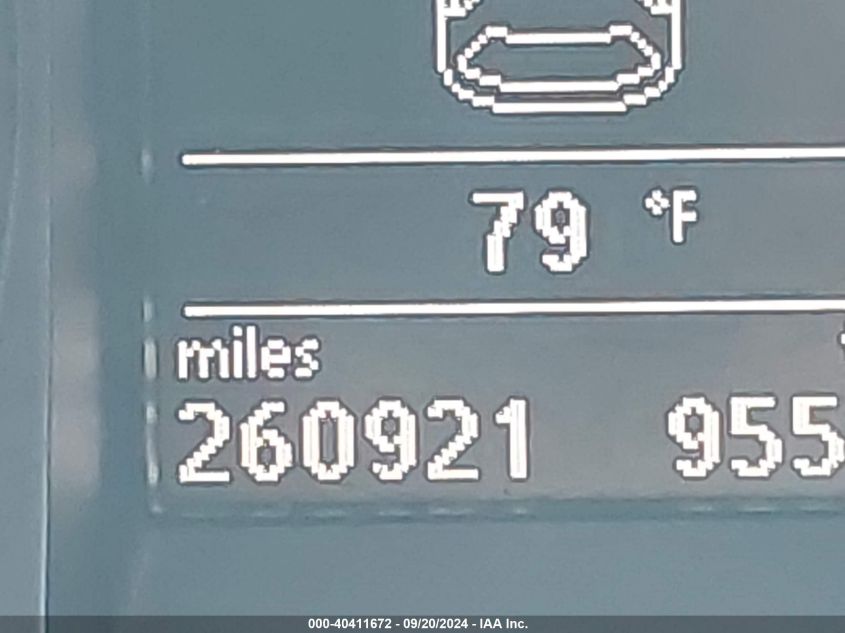 79 °F
miles
260921 955
000-40411672 - 09/20/2024 - IAA Inc.